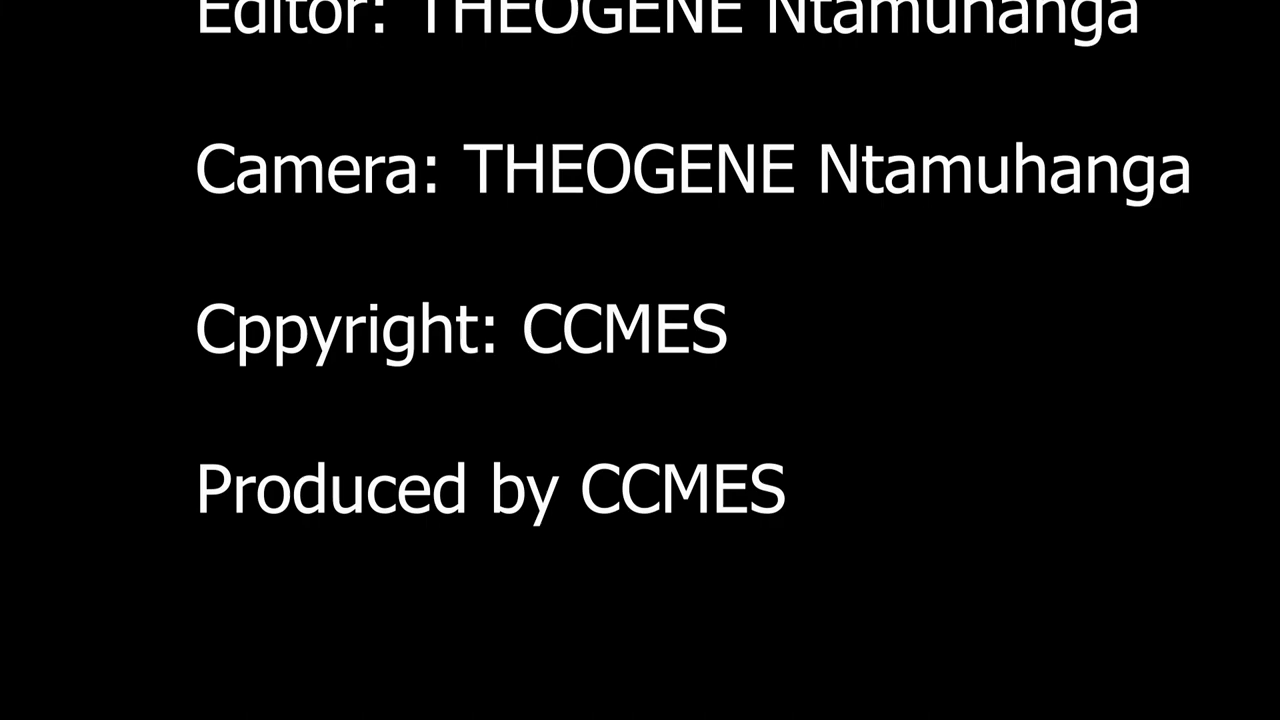 Editor: THEOGENE Ntamuhanga
Camera: THEOGENE Ntamuhanga
Cppyright: CCMES
Produced by CCMES